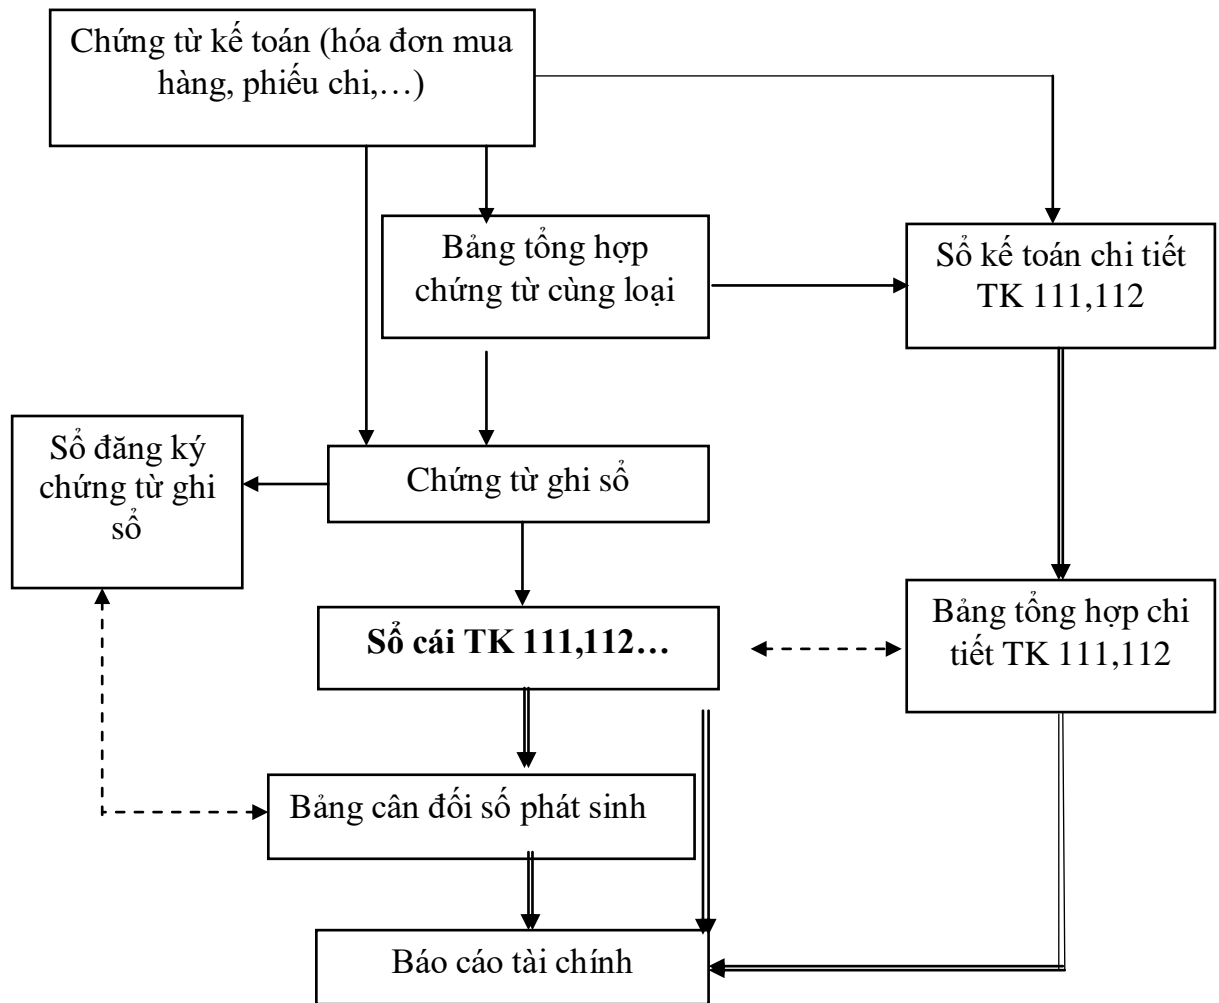 Chứng từ kế toán (hóa đơn mua
hàng, phiếu chi,…)
Bảng tổng hợp
chứng từ cùng loại
Sổ kế toán chi tiết
TK 111,112
Sổ đăng ký
chứng từ ghi
sổ
Chứng từ ghi sổ
Sổ cái TK 111,112…
Bảng tổng hợp chi
tiết TK 111,112
Bảng cân đối số phát sinh
Báo cáo tài chính